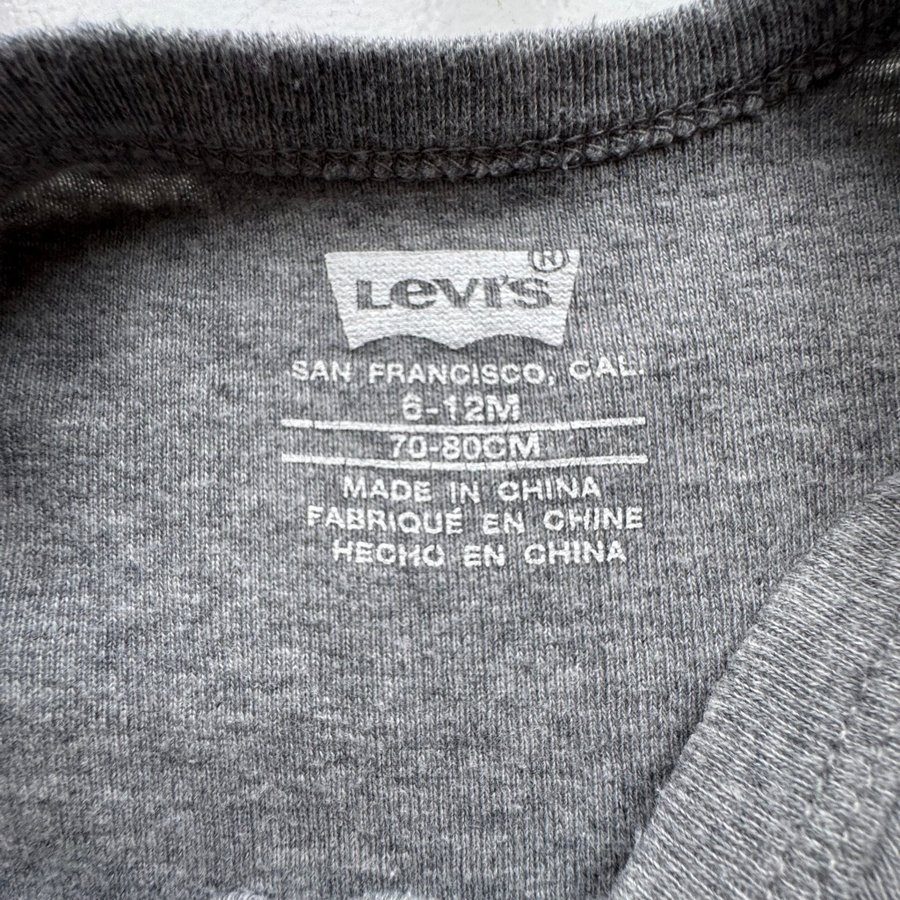 Levi's®
SAN FRANCISCO, CAL.
6-12M
70-80CM
MADE IN CHINA
FABRIQUÉ EN CHINE
HECHO EN CHINA